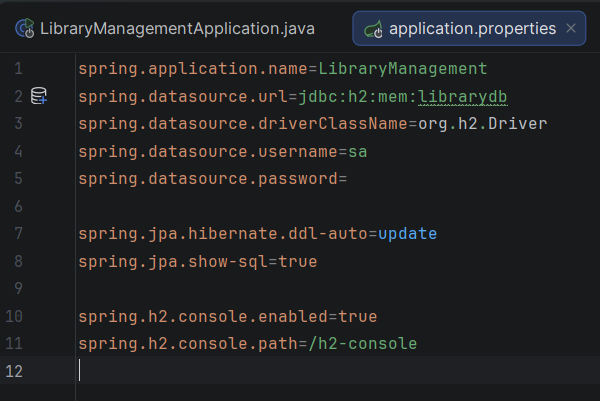 LibraryManagementApplication.java application.properties
1 spring.application.name=LibraryManagement
2 spring.datasource.url=jdbc:h2:mem:librarydb
3 spring.datasource.driverClassName=org.h2.Driver
4 spring.datasource.username=sa
5 spring.datasource.password=
6
7 spring.jpa.hibernate.ddl-auto=update
8 spring.jpa.show-sql=true
9
10 spring.h2.console.enabled=true
11 spring.h2.console.path=/h2-console
12